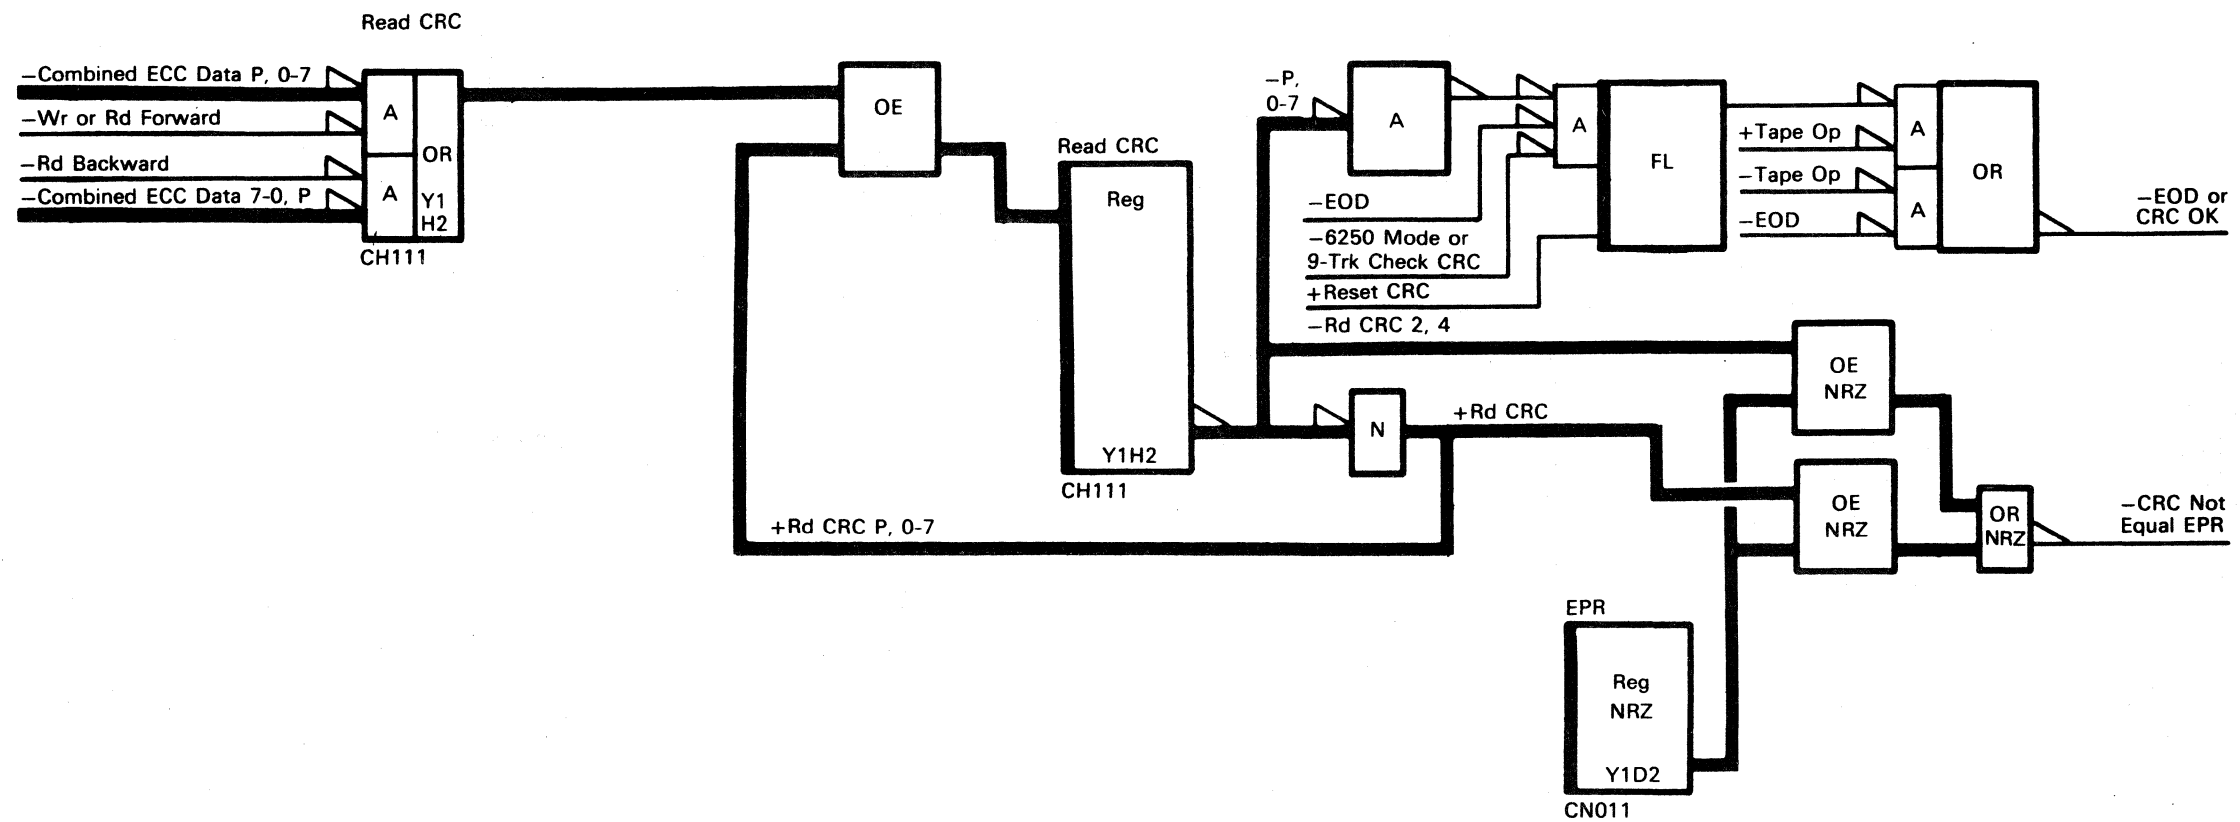 Read CRC
−Combined ECC Data P, 0-7
−Wr or Rd Forward
−Rd Backward
−Combined ECC Data 7-0, P
A
A
OR
Y1
H2
CH111
OE
Read CRC
Reg
Y1H2
CH111
+Rd CRC P, 0-7
−P,
0-7
A
−EOD
−6250 Mode or
9-Trk Check CRC
+Reset CRC
−Rd CRC 2, 4
A
FL
+Tape Op
−Tape Op
−EOD
A
A
OR
−EOD or
CRC OK
N
+Rd CRC
OE
NRZ
OE
NRZ
OR
NRZ
−CRC Not
Equal EPR
EPR
Reg
NRZ
Y1D2
CN011